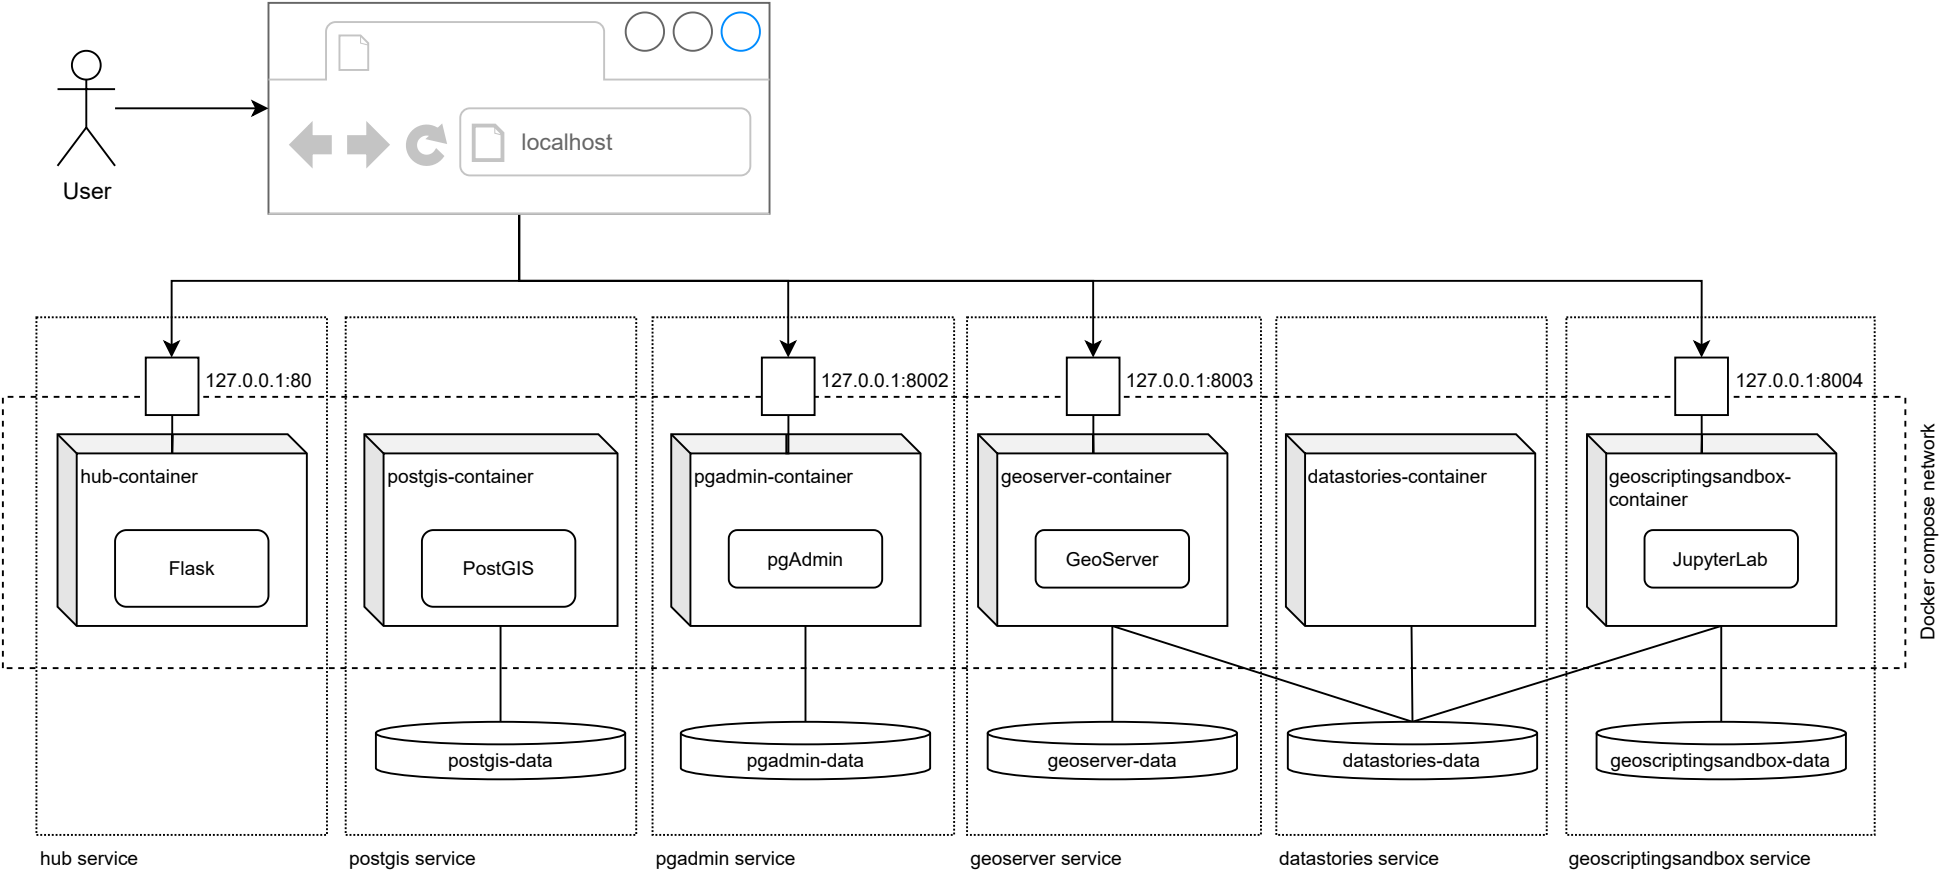 localhost
User
127.0.0.1:80
127.0.0.1:8002
127.0.0.1:8003
127.0.0.1:8004
hub-container
postgis-container
pgadmin-container
geoserver-container
datastories-container
geoscriptingsandbox-
container
Flask
PostGIS
pgAdmin
GeoServer
JupyterLab
Docker compose network
postgis-data
pgadmin-data
geoserver-data
datastories-data
geoscriptingsandbox-data
hub service
postgis service
pgadmin service
geoserver service
datastories service
geoscriptingsandbox service